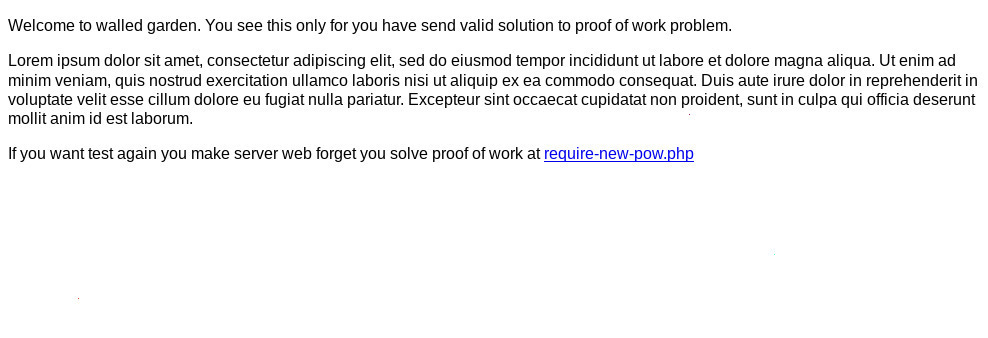 Welcome to walled garden. You see this only for you have send valid solution to proof of work problem.
Lorem ipsum dolor sit amet, consectetur adipiscing elit, sed do eiusmod tempor incididunt ut labore et dolore magna aliqua. Ut enim ad
minim veniam, quis nostrud exercitation ullamco laboris nisi ut aliquip ex ea commodo consequat. Duis aute irure dolor in reprehenderit in
voluptate velit esse cillum dolore eu fugiat nulla pariatur. Excepteur sint occaecat cupidatat non proident, sunt in culpa qui officia deserunt
mollit anim id est laborum.
If you want test again you make server web forget you solve proof of work at require-new-pow.php